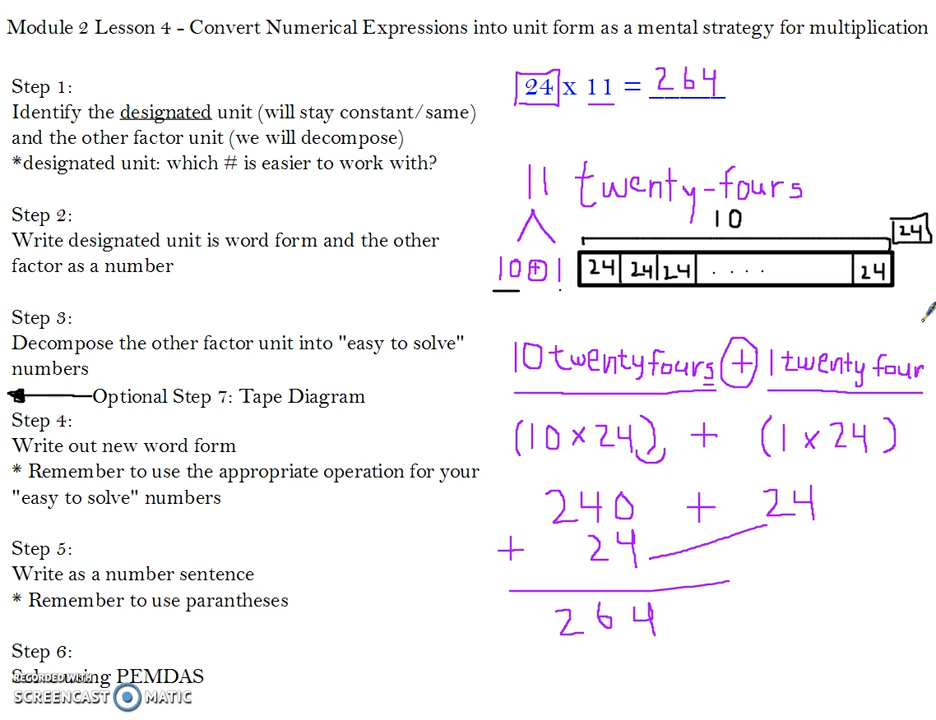 Module 2 Lesson 4 - Convert Numerical Expressions into unit form as a mental strategy for multiplication
Step 1:
Identify the designated unit (will stay constant/same)
and the other factor unit (we will decompose)
*designated unit: which # is easier to work with?
Step 2:
Write designated unit is word form and the other
factor as a number
Step 3:
Decompose the other factor unit into "easy to solve"
numbers
Optional Step 7: Tape Diagram
Step 4:
Write out new word form
* Remember to use the appropriate operation for your
"easy to solve" numbers
Step 5:
Write as a number sentence
* Remember to use parantheses
Step 6:
PEMDAS
RECORDED WITH
SCREENCAST MATIC
24 x 11 = 264
11 twenty-fours
10
24
10 + 1
24 24 24 . . . . 24
10 twentyfours + 1 twenty four
(10 x 24) + (1 x 24)
240 + 24
+ 24
264